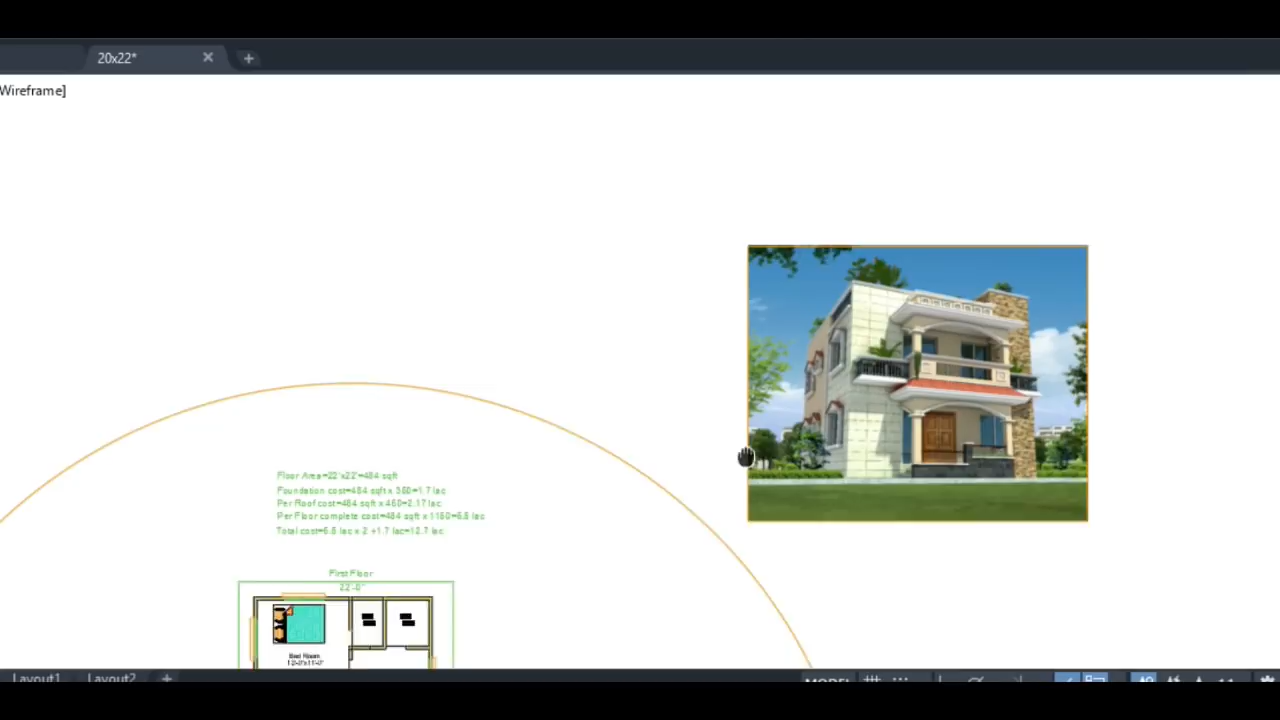 20x22*
Wireframe]
Floor Area=22'x22'=484 sqft
Foundation cost=484 sqft x 350=1.7 lac
Per Roof cost=484 sqft x 450=2.17 lac
Per Floor complete cost=484 sqft x 1150=5.5 lac
Total cost=5.5 lac x 2 +1.7 lac=12.7 lac
First Floor
22'-0"
Bed Room
Layout1
Layout2
MODEL